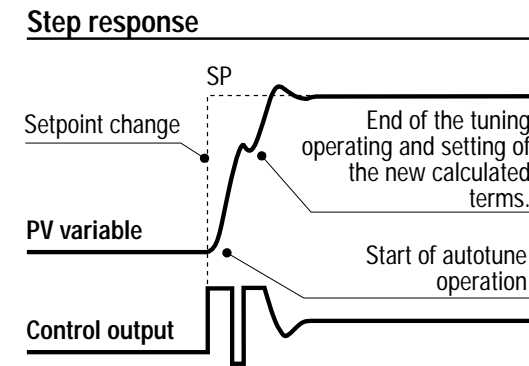 Step response
SP
Setpoint change
End of the tuning
operating and setting of
the new calculated
terms.
PV variable
Start of autotune
operation
Control output